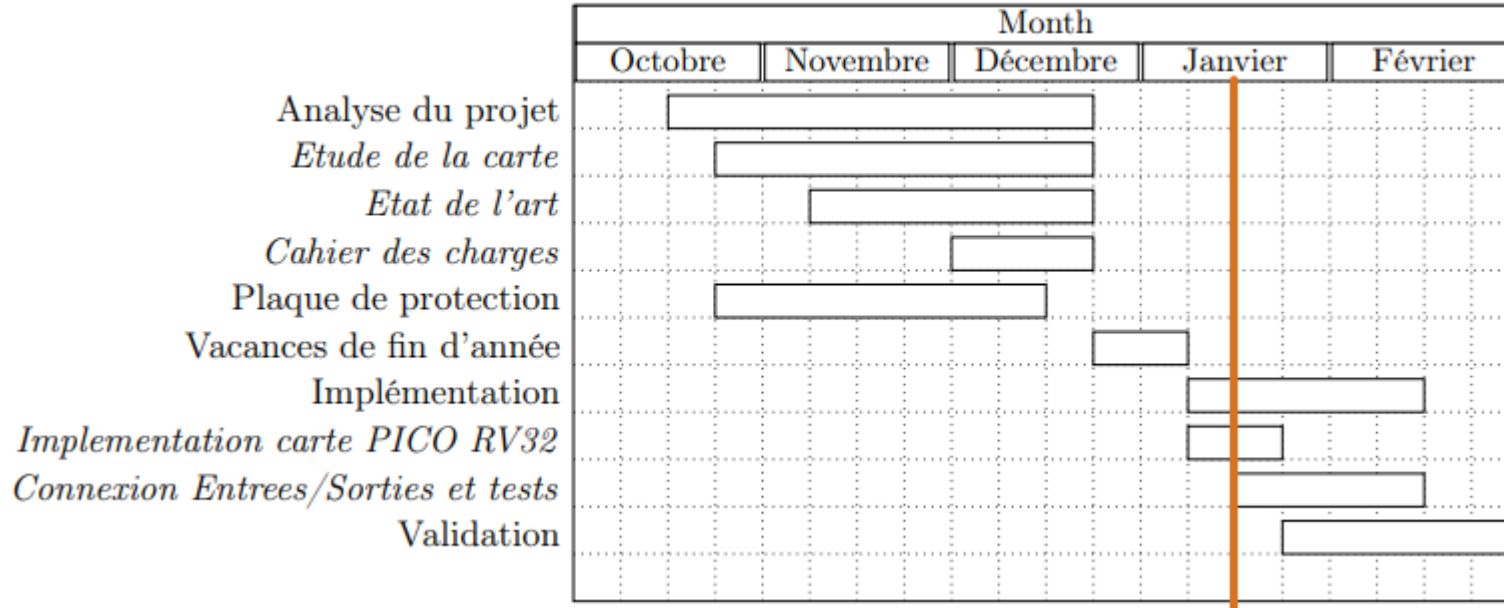 Month
Octobre Novembre Décembre Janvier Février
Analyse du projet
Etude de la carte
Etat de l'art
Cahier des charges
Plaque de protection
Vacances de fin d'année
Implémentation
Implementation carte PICO RV32
Connexion Entrees/Sorties et tests
Validation